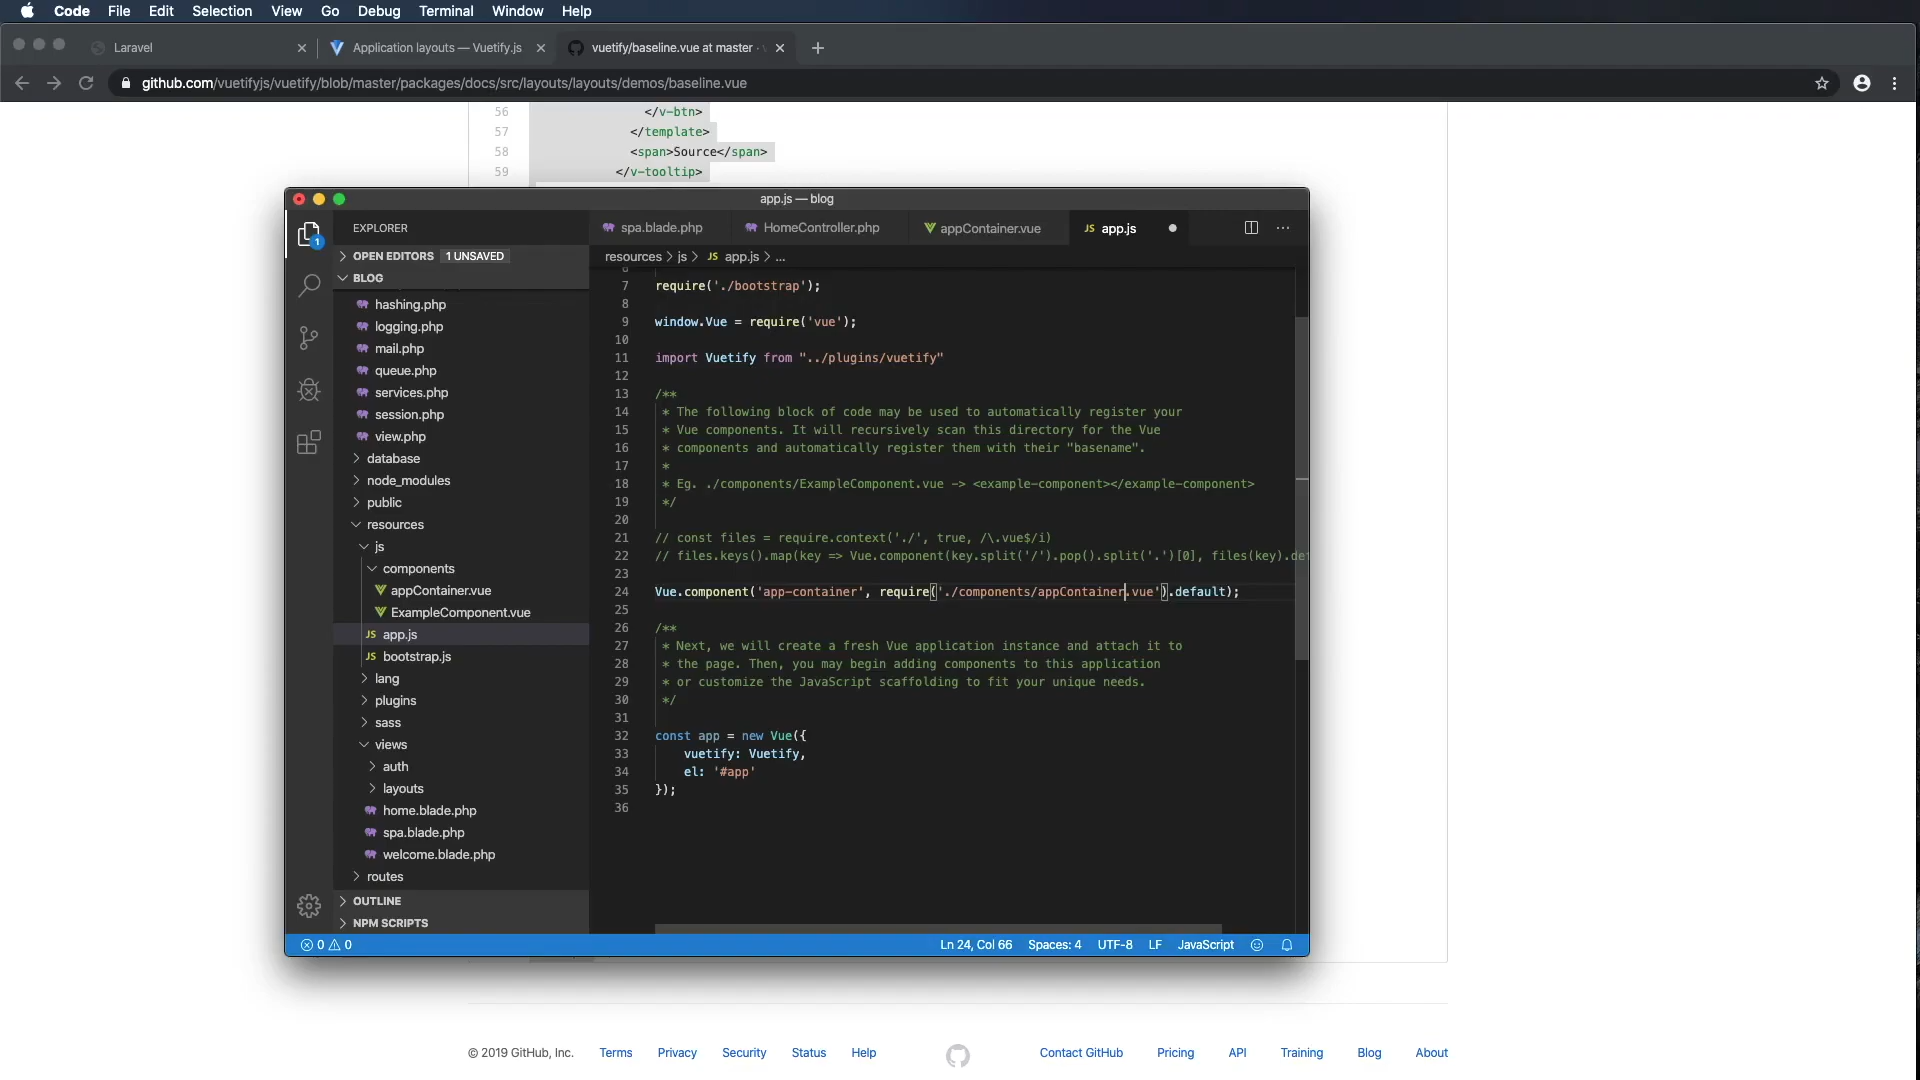 Code File Edit Selection View Go Debug Terminal Window Help
Laravel
Application layouts — Vuetify.js
vuetify/baseline.vue at master ·
github.com/vuetifyjs/vuetify/blob/master/packages/docs/src/layouts/layouts/demos/baseline.vue
56 </v-btn>
57 </template>
58 <span>Source</span>
59 </v-tooltip>
app.js — blog
EXPLORER
OPEN EDITORS 1 UNSAVED
BLOG
hashing.php
logging.php
mail.php
queue.php
services.php
session.php
view.php
database
node_modules
public
resources
js
components
appContainer.vue
ExampleComponent.vue
JS app.js
JS bootstrap.js
lang
plugins
sass
views
auth
layouts
home.blade.php
spa.blade.php
welcome.blade.php
routes
OUTLINE
NPM SCRIPTS
1
spa.blade.php HomeController.php appContainer.vue JS app.js
resources > js > JS app.js > ...
7 require('./bootstrap');
8
9 window.Vue = require('vue');
10
11 import Vuetify from "../plugins/vuetify"
12
13 /**
14 * The following block of code may be used to automatically register your
15 * Vue components. It will recursively scan this directory for the Vue
16 * components and automatically register them with their "basename".
17 *
18 * Eg. ./components/ExampleComponent.vue -> <example-component></example-component>
19 */
20
21 // const files = require.context('./', true, /\.vue$/i)
22 // files.keys().map(key => Vue.component(key.split('/').pop().split('.')[0], files(key).de
23
24 Vue.component('app-container', require('./components/appContainer.vue').default);
25
26 /**
27 * Next, we will create a fresh Vue application instance and attach it to
28 * the page. Then, you may begin adding components to this application
29 * or customize the JavaScript scaffolding to fit your unique needs.
30 */
31
32 const app = new Vue({
33 vuetify: Vuetify,
34 el: '#app'
35 });
36
0 0 Ln 24, Col 66 Spaces: 4 UTF-8 LF JavaScript
© 2019 GitHub, Inc. Terms Privacy Security Status Help Contact GitHub Pricing API Training Blog About